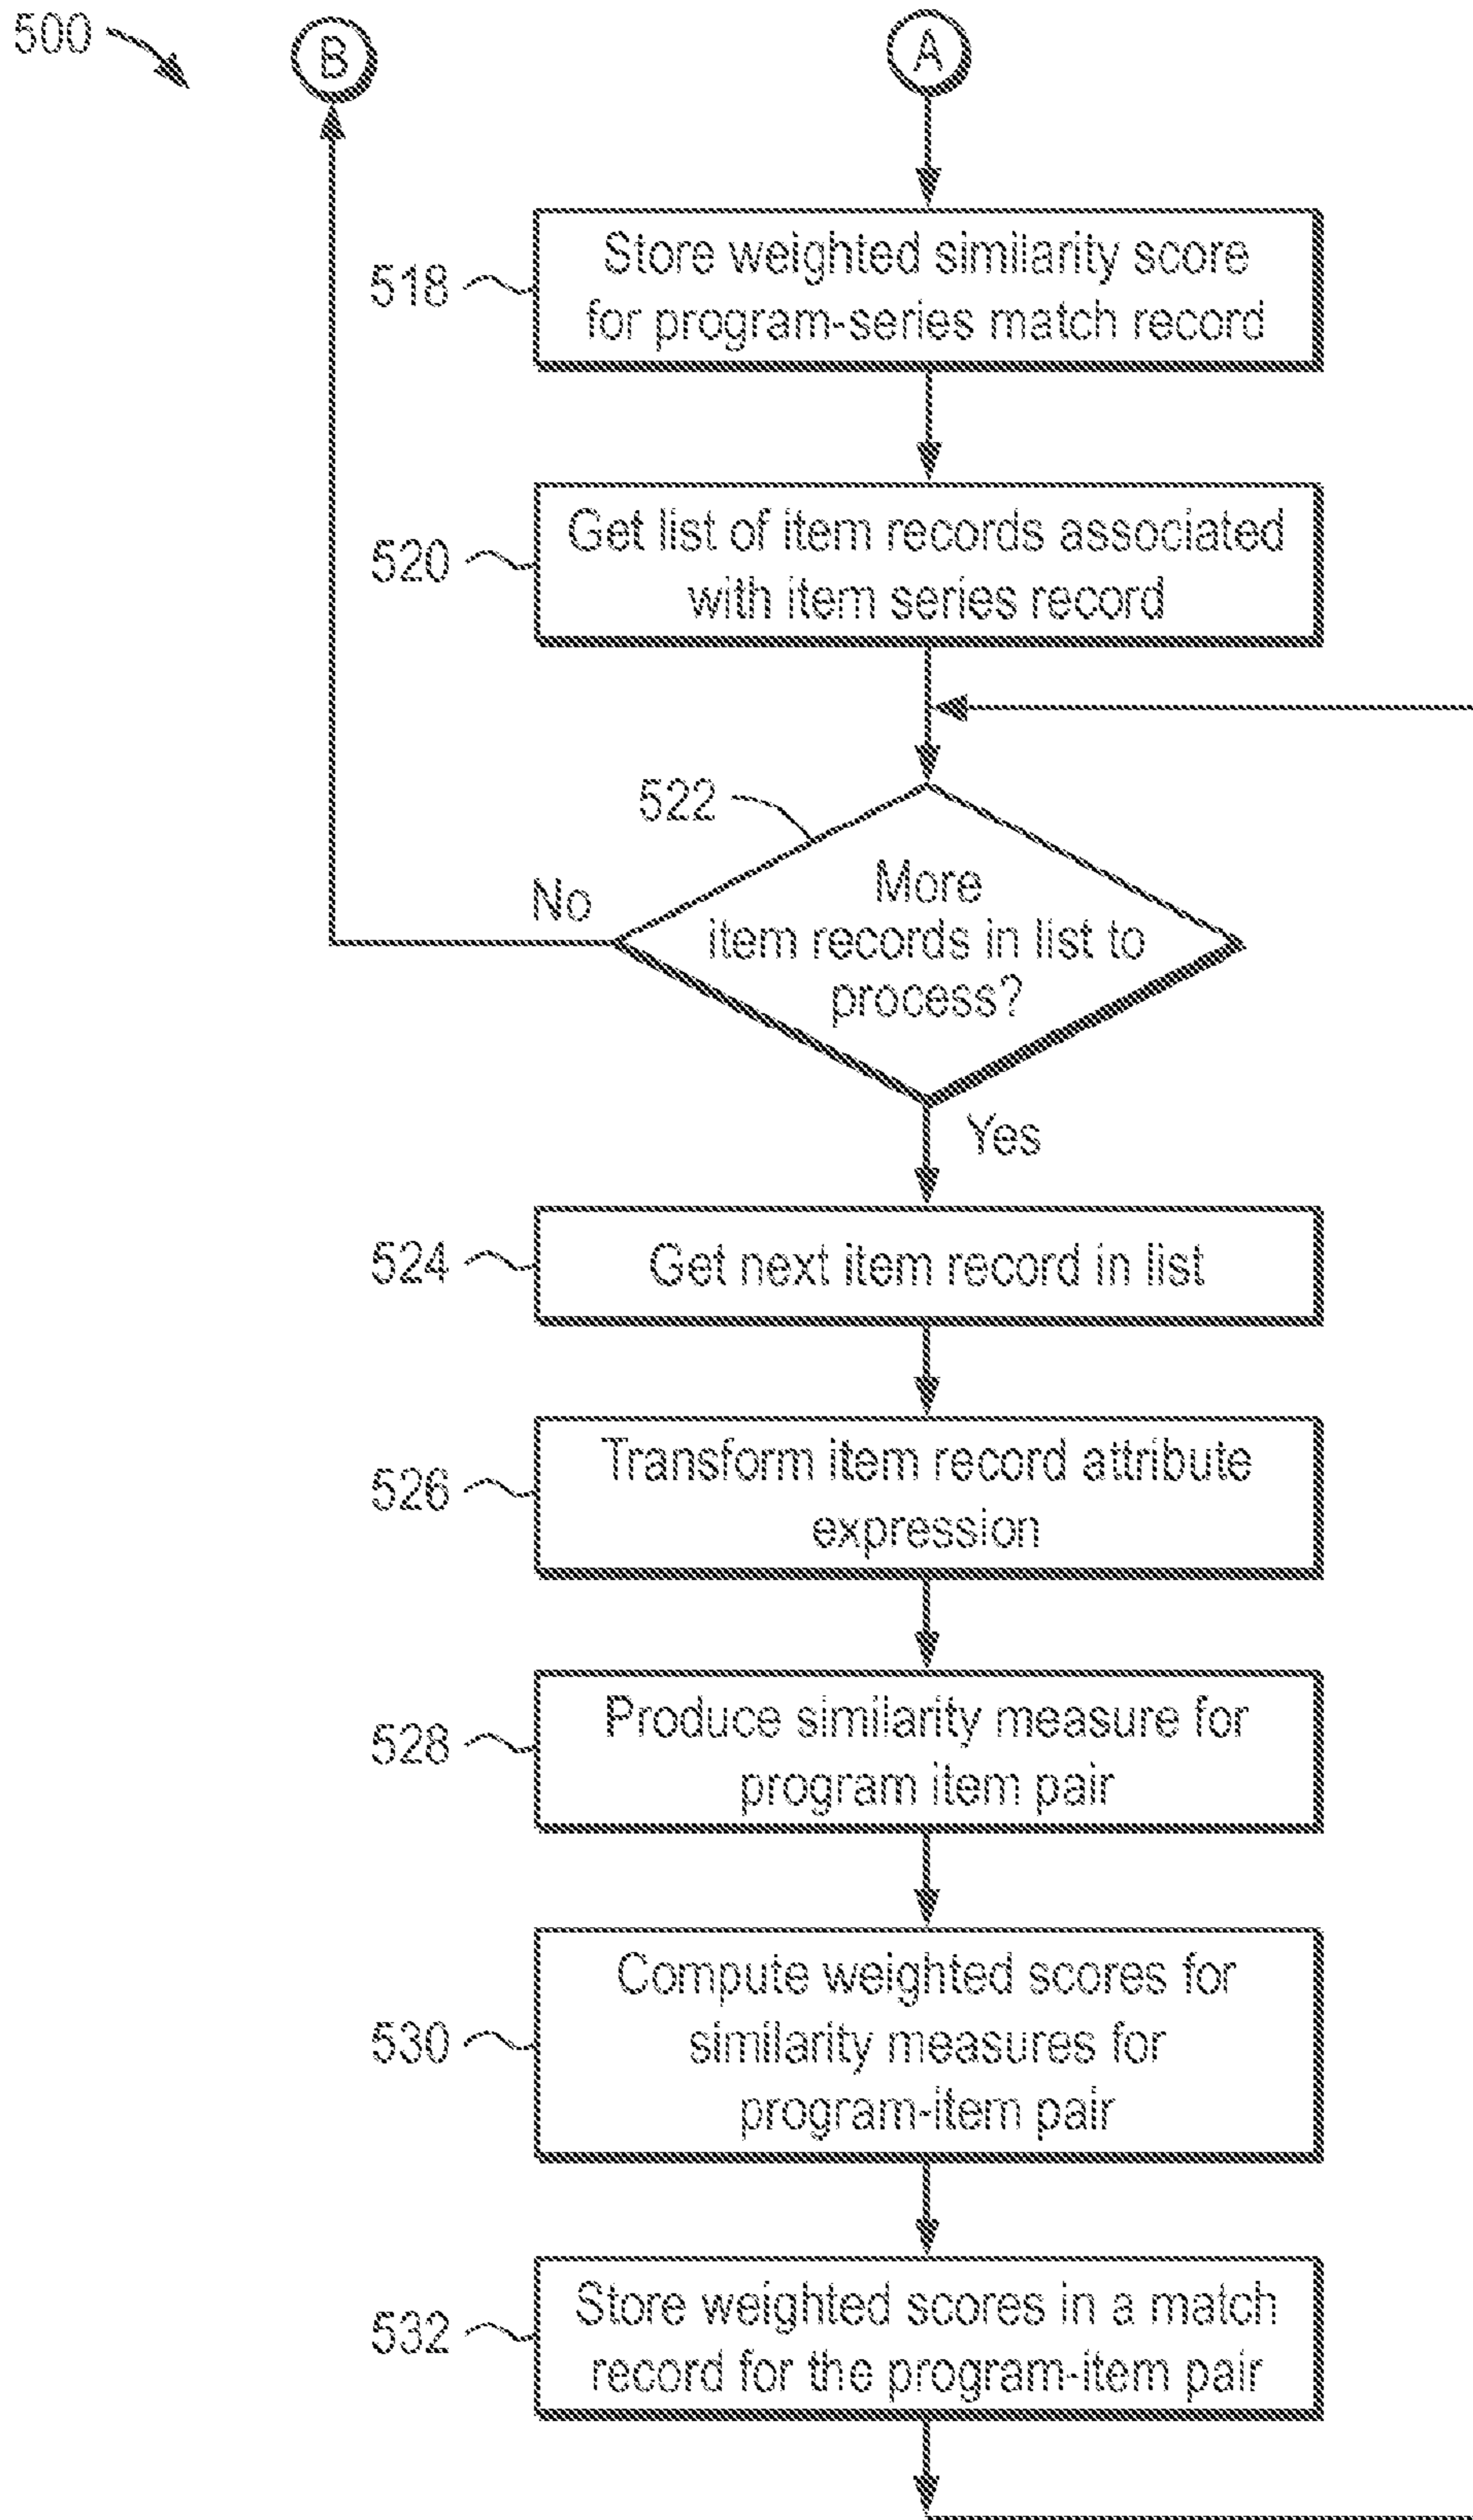 500
B
A
518
Store weighted similarity score
for program-series match record
520
Get list of item records associated
with item series record
522
More
item records in list to
process?
No
Yes
524
Get next item record in list
526
Transform item record attribute
expression
528
Produce similarity measure for
program item pair
530
Compute weighted scores for
similarity measures for
program-item pair
532
Store weighted scores in a match
record for the program-item pair